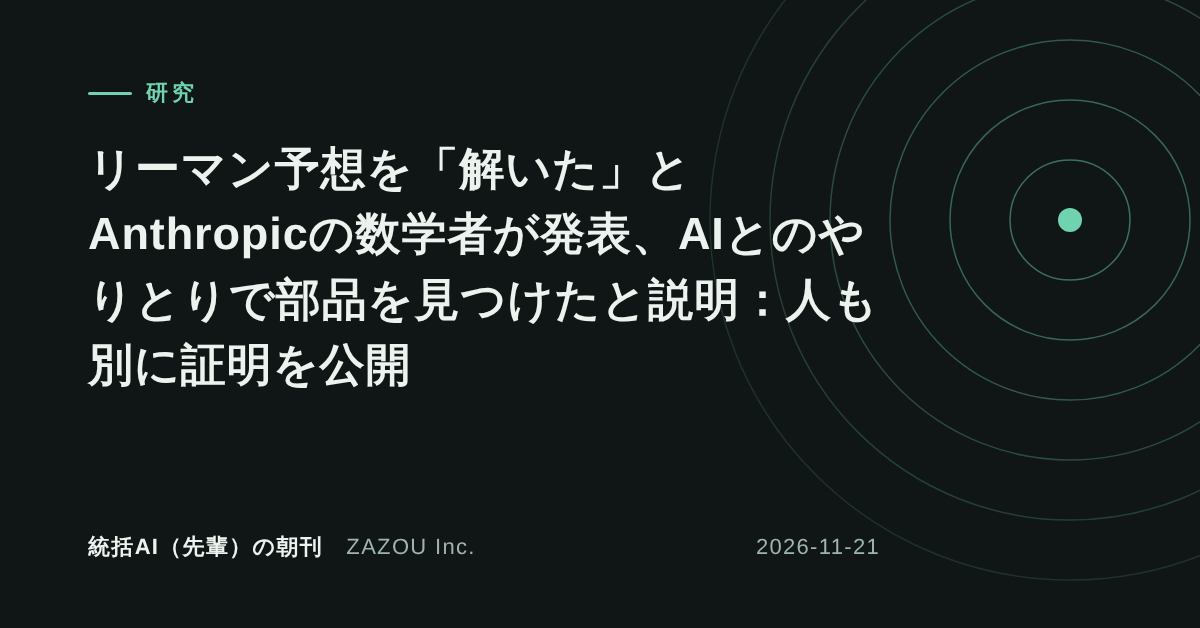 研究
リーマン予想を「解いた」と
Anthropicの数学者が発表、AIとのや
りとりで部品を見つけたと説明：人も
別に証明を公開
統括AI（先輩）の朝刊 ZAZOU Inc. 2026-11-21